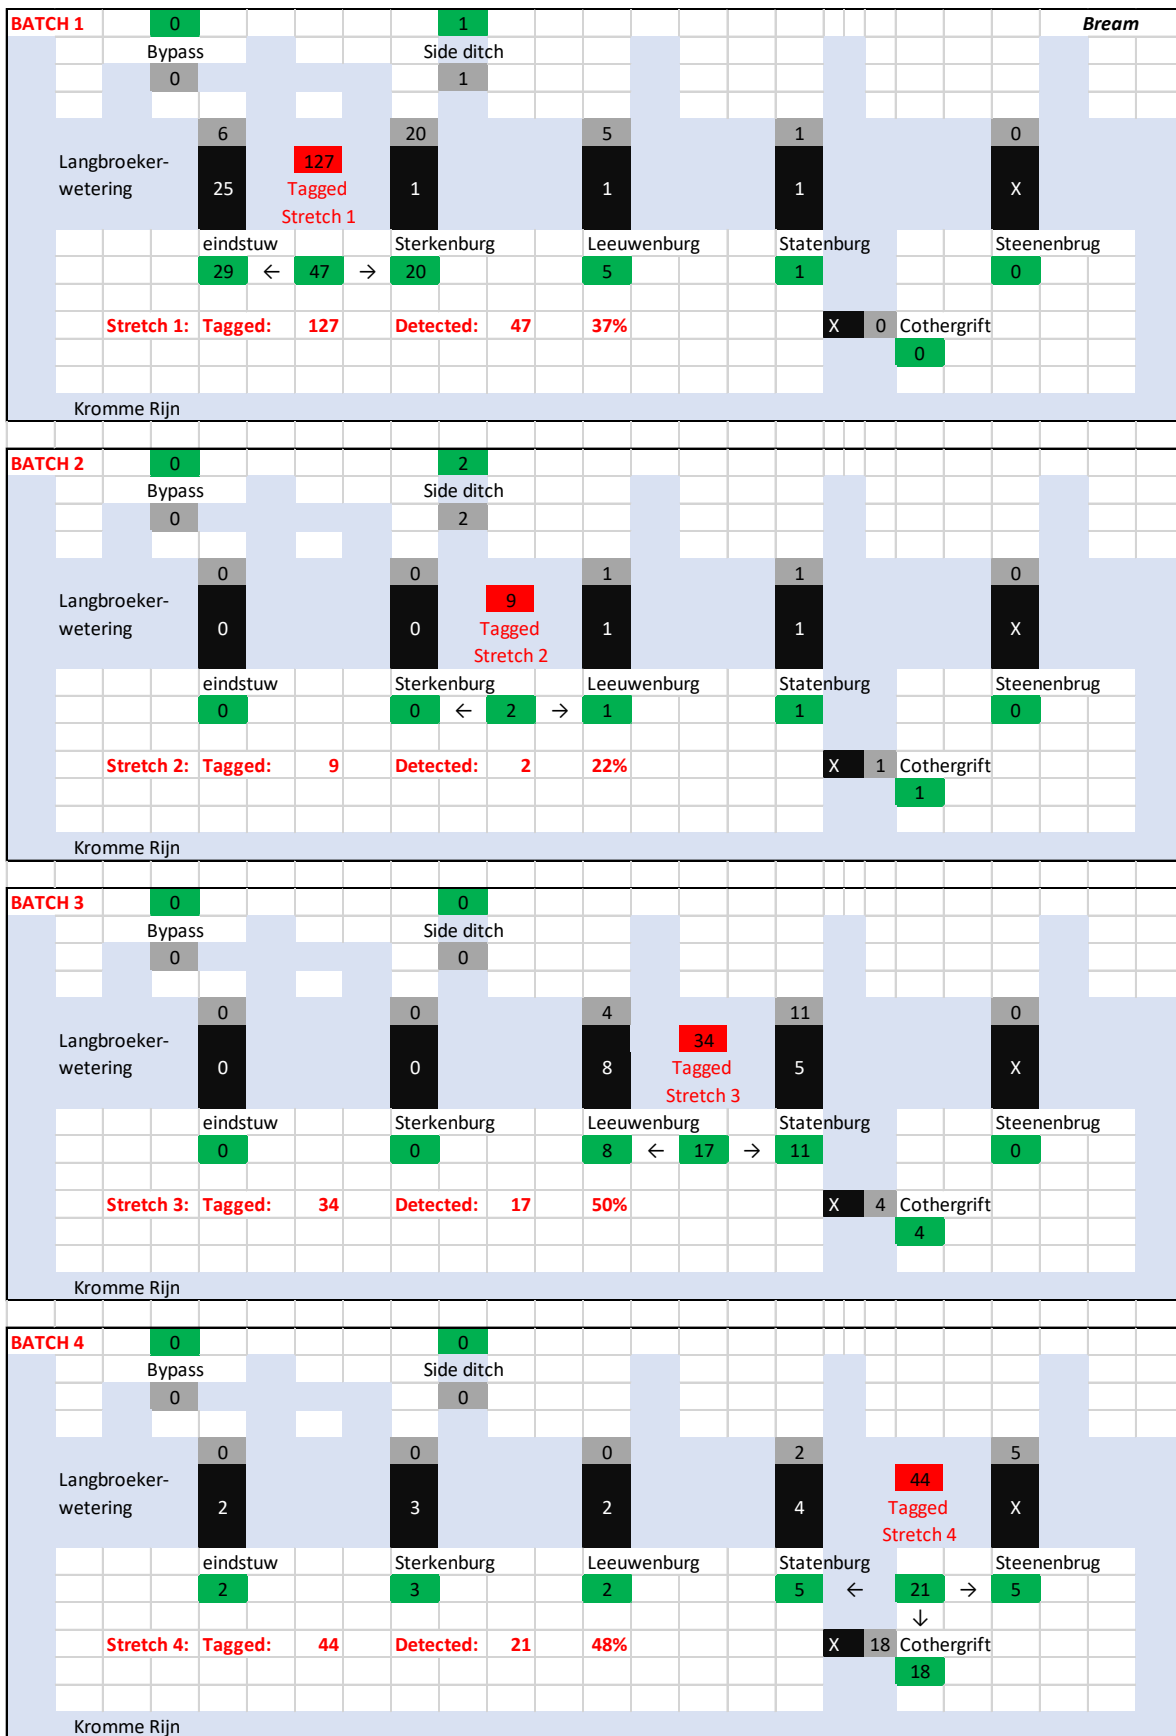 BATCH 1 0 1 Bream
Bypass Side ditch
0 1
6 20 5 1 0
Langbroeker- 127
wetering 25 Tagged 1 1 1 X
Stretch 1
eindstuw Sterkenburg Leeuwenburg Statenburg Steenenbrug
29 ← 47 → 20 5 1 0
Stretch 1: Tagged: 127 Detected: 47 37% X 0 Cothergrift
0
Kromme Rijn
BATCH 2 0 2
Bypass Side ditch
0 2
0 0 1 1 0
Langbroeker- 9
wetering 0 0 Tagged 1 1 X
Stretch 2
eindstuw Sterkenburg Leeuwenburg Statenburg Steenenbrug
0 0 ← 2 → 1 1 0
Stretch 2: Tagged: 9 Detected: 2 22% X 1 Cothergrift
1
Kromme Rijn
BATCH 3 0 0
Bypass Side ditch
0 0
0 0 4 11 0
Langbroeker- 34
wetering 0 0 8 Tagged 5 X
Stretch 3
eindstuw Sterkenburg Leeuwenburg Statenburg Steenenbrug
0 0 8 ← 17 → 11 0
Stretch 3: Tagged: 34 Detected: 17 50% X 4 Cothergrift
4
Kromme Rijn
BATCH 4 0 0
Bypass Side ditch
0 0
0 0 0 2 5
Langbroeker- 44
wetering 2 3 2 4 Tagged X
Stretch 4
eindstuw Sterkenburg Leeuwenburg Statenburg Steenenbrug
2 3 2 5 ← 21 → 5
↓
Stretch 4: Tagged: 44 Detected: 21 48% X 18 Cothergrift
18
Kromme Rijn